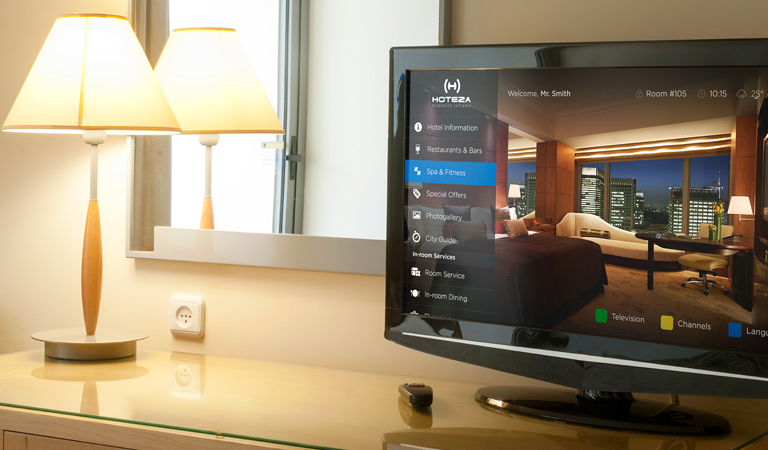 HOTEZA
Welcome, Mr. Smith
Room #105
10:15
25°
Hotel Information
Restaurants & Bars
Spa & Fitness
Special Offers
Photogallery
City Guide
In-room Services
Room Service
In-room Dining
Television
Channels
Langu